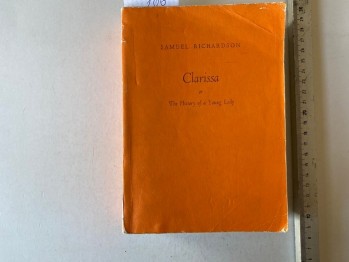 SAMUEL RICHARDSON
Clarissa
or
The History of a Young Lady